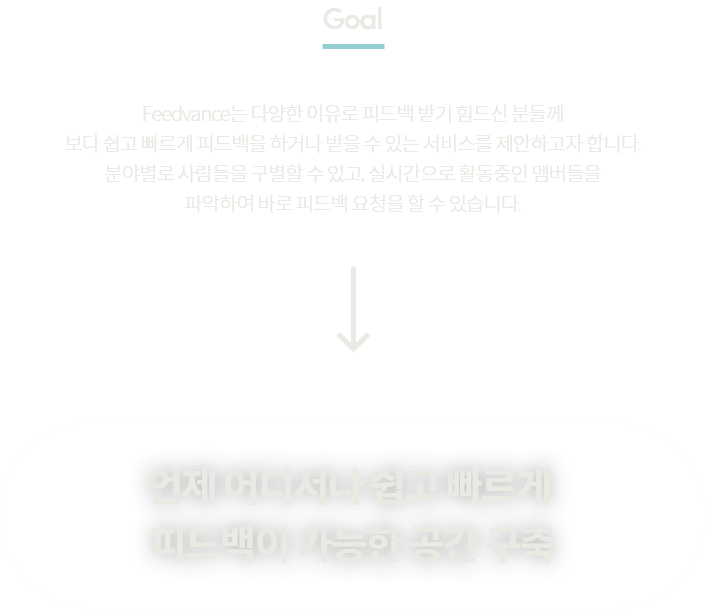 Goal
Feedvance는 다양한 이유로 피드백 받기 힘드신 분들께
보다 쉽고 빠르게 피드백을 하거나 받을 수 있는 서비스를 제안하고자 합니다.
분야별로 사람들을 구별할 수 있고, 실시간으로 활동중인 멤버들을
파악하여 바로 피드백 요청을 할 수 있습니다.
언제 어디서나 쉽고 빠르게
피드백이 가능한 공간 구축